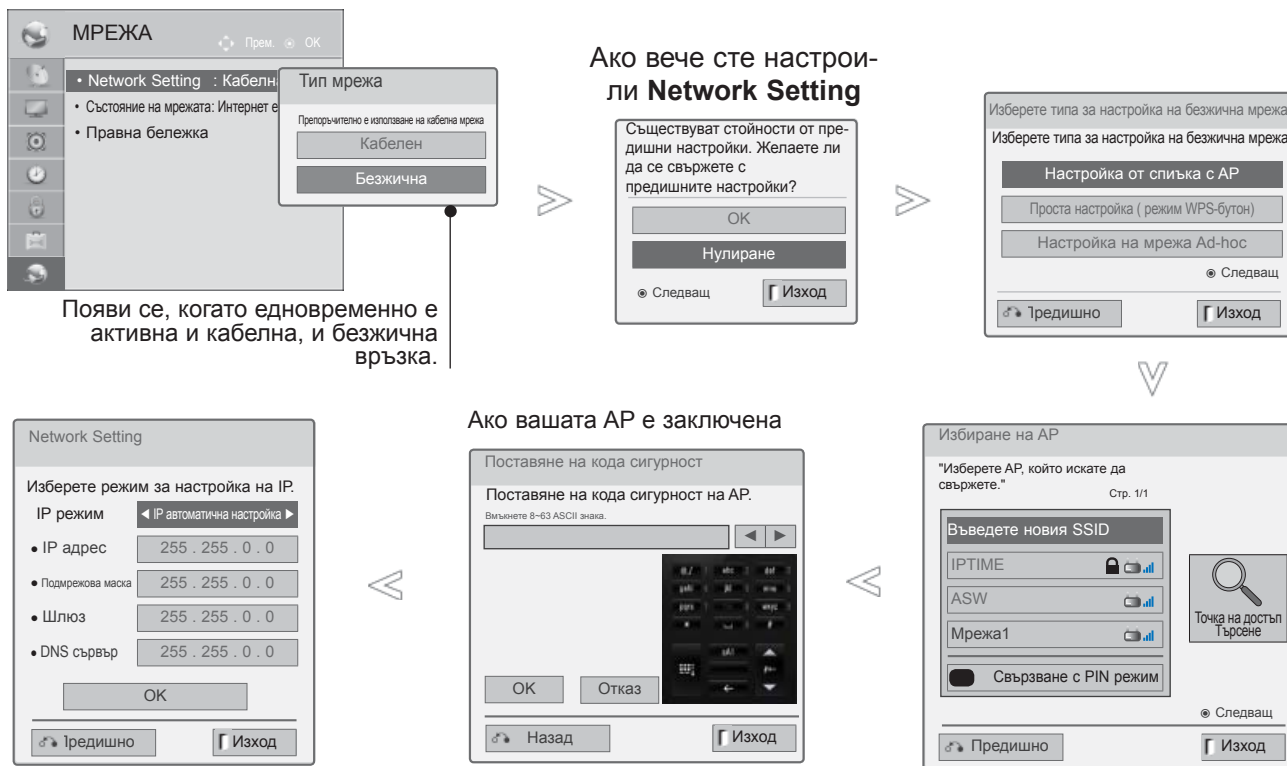 МРЕЖА
Прем. OK
• Network Setting : Кабелн
• Състояние на мрежата: Интернет е
• Правна бележка
Тип мрежа
Препоръчително е използване на кабелна мрежа
Кабелен
Безжична
Появи се, когато едновременно е
активна и кабелна, и безжична
връзка.
Ако вече сте настрои-
ли Network Setting
Съществуват стойности от пре-
дишни настройки. Желаете ли
да се свържете с
предишните настройки?
OK
Нулиране
Следващ
Изход
Изберете типа за настройка на безжична мрежа
Изберете типа за настройка на безжична мрежа
Настройка от спиъка с AP
Проста настройка ( режим WPS-бутон)
Настройка на мрежа Ad-hoc
Следващ
Предишно
Изход
Избиране на AP
"Изберете AP, който искате да
свържете."
Стр. 1/1
Въведете новия SSID
IPTIME
ASW
Мрежа1
Свързване с PIN режим
Точка на достъп
Търсене
Следващ
Предишно
Изход
Ако вашата AP е заключена
Поставяне на кода сигурност
Поставяне на кода сигурност на AP.
Вмъкнете 8~63 ASCII знака.
OK
Отказ
Назад
Изход
Network Setting
Изберете режим за настройка на IP.
IP режим
◀ IP автоматична настройка ▶
• IP адрес
255 . 255 . 0 . 0
• Подмрежова маска
255 . 255 . 0 . 0
• Шлюз
255 . 255 . 0 . 0
• DNS сървър
255 . 255 . 0 . 0
OK
Предишно
Изход